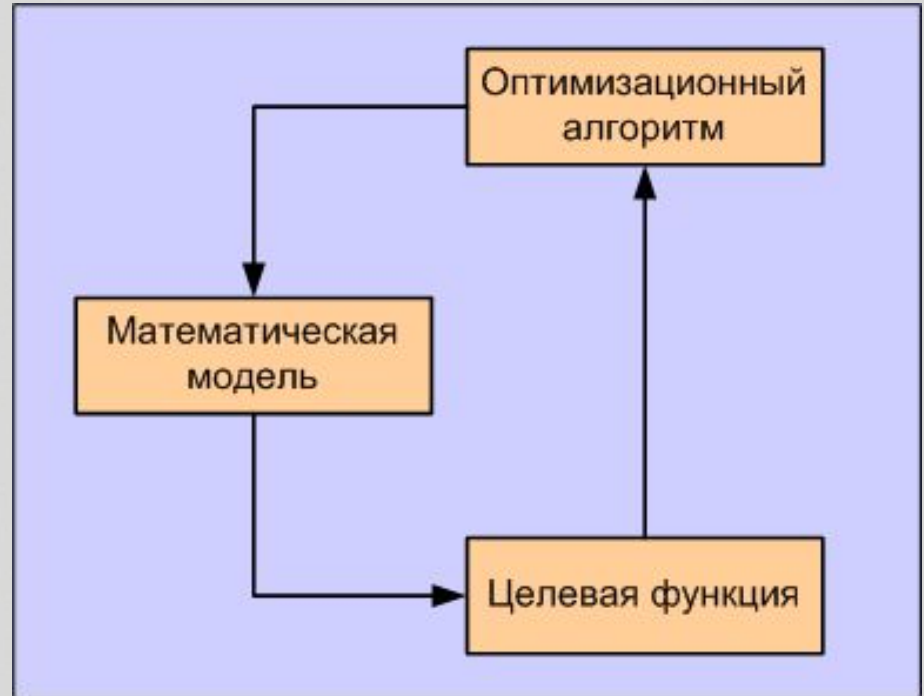 Оптимизационный
алгоритм
Математическая
модель
Целевая функция